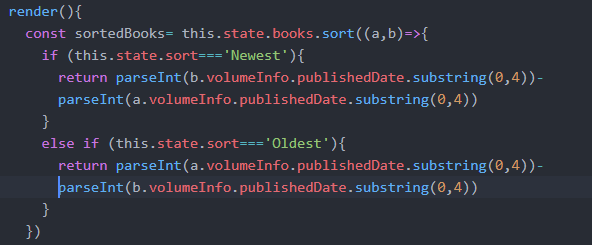 render(){
const sortedBooks= this.state.books.sort((a,b)=>{
if (this.state.sort==='Newest'){
return parseInt(b.volumeInfo.publishedDate.substring(0,4))-
parseInt(a.volumeInfo.publishedDate.substring(0,4))
}
else if (this.state.sort==='Oldest'){
return parseInt(a.volumeInfo.publishedDate.substring(0,4))-
parseInt(b.volumeInfo.publishedDate.substring(0,4))
}
})